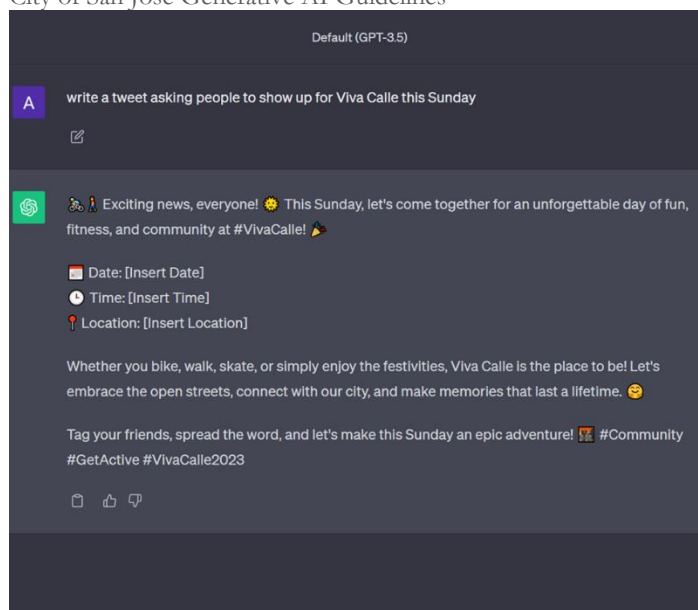 City of San José Generative AI Guidelines
Default (GPT-3.5)
A
write a tweet asking people to show up for Viva Calle this Sunday
🚴🚶 Exciting news, everyone! 🌞 This Sunday, let's come together for an unforgettable day of fun,
fitness, and community at #VivaCalle! 🎉
📅 Date: [Insert Date]
🕒 Time: [Insert Time]
📍 Location: [Insert Location]
Whether you bike, walk, skate, or simply enjoy the festivities, Viva Calle is the place to be! Let's
embrace the open streets, connect with our city, and make memories that last a lifetime. 🤗
Tag your friends, spread the word, and let's make this Sunday an epic adventure! 🌇 #Community
#GetActive #VivaCalle2023